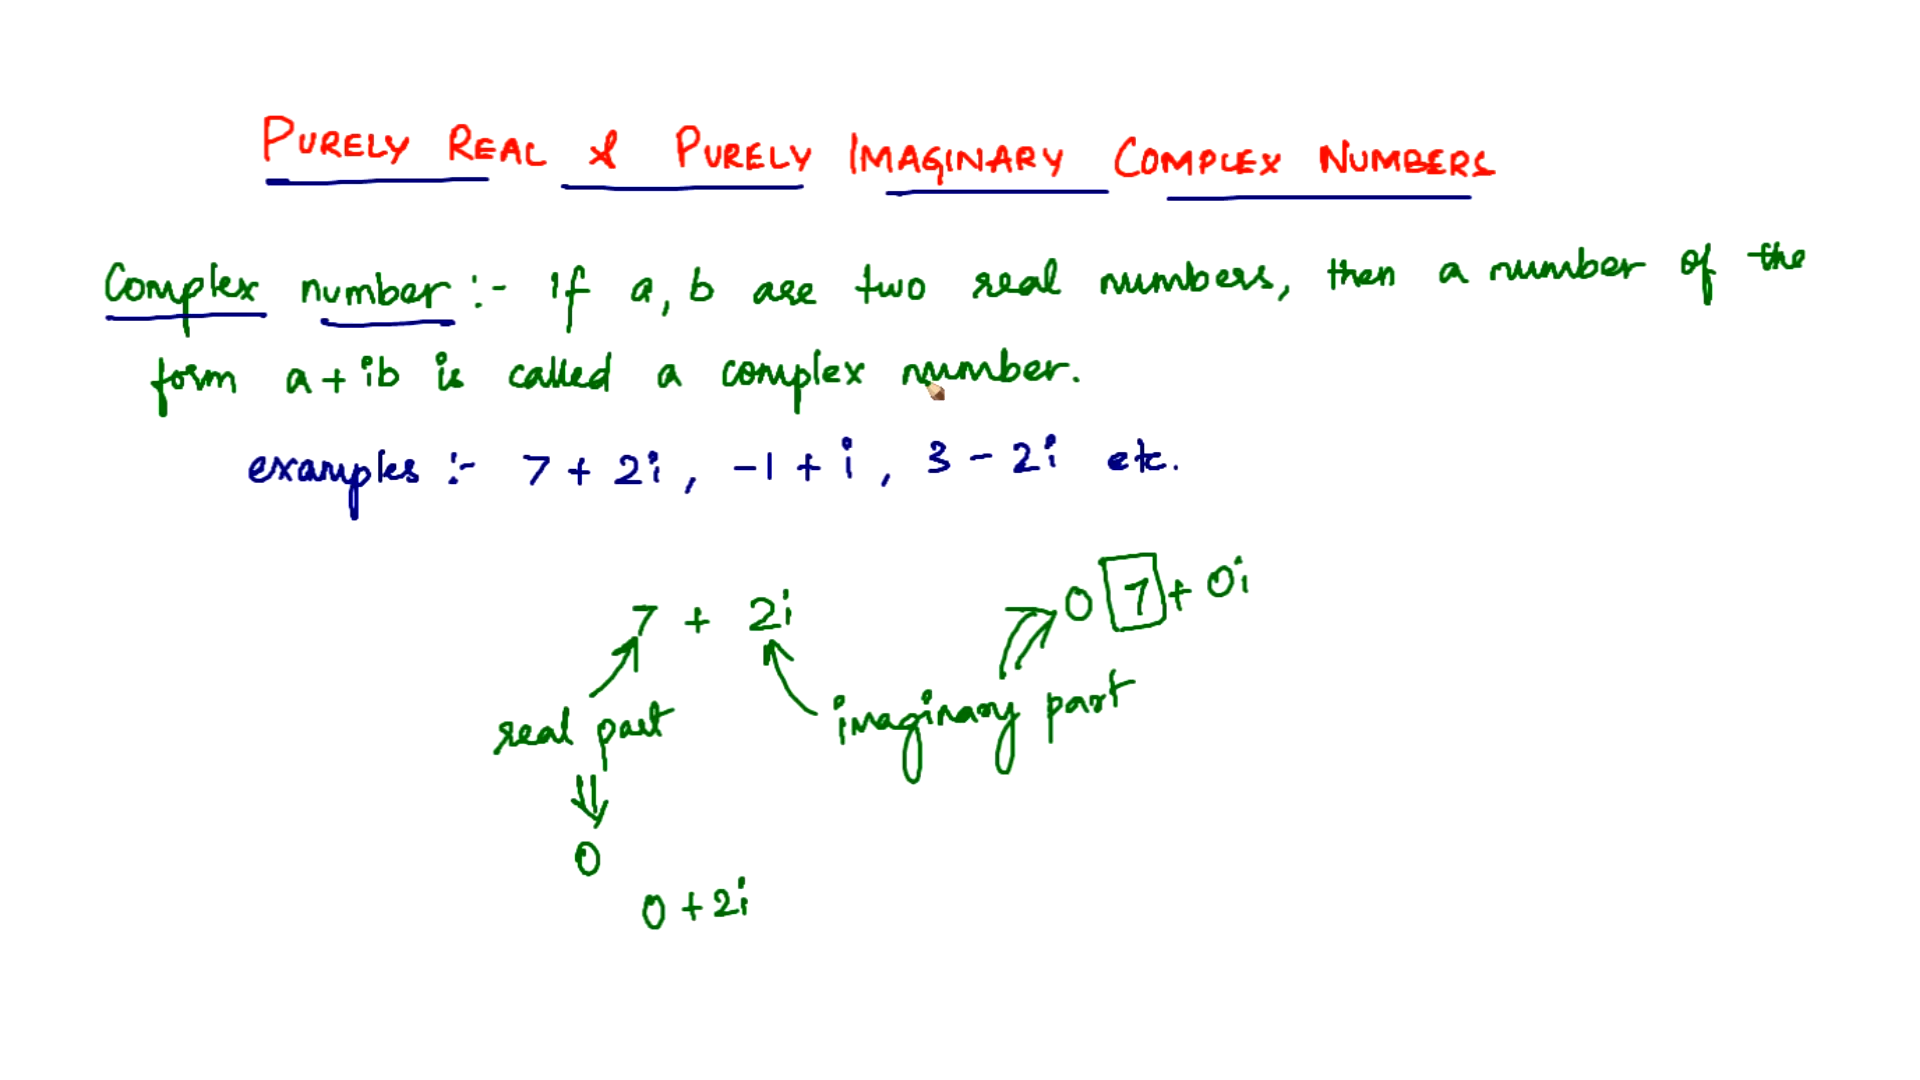 PURELY REAL & PURELY IMAGINARY COMPLEX NUMBERS
Complex number :- If a, b are two real numbers, then a number of the
form a + ib is called a complex number.
examples :- 7 + 2i , -1 + i , 3 - 2i etc.
7 + 2i
0 7 + 0i
real part
imaginary part
0
0 + 2i